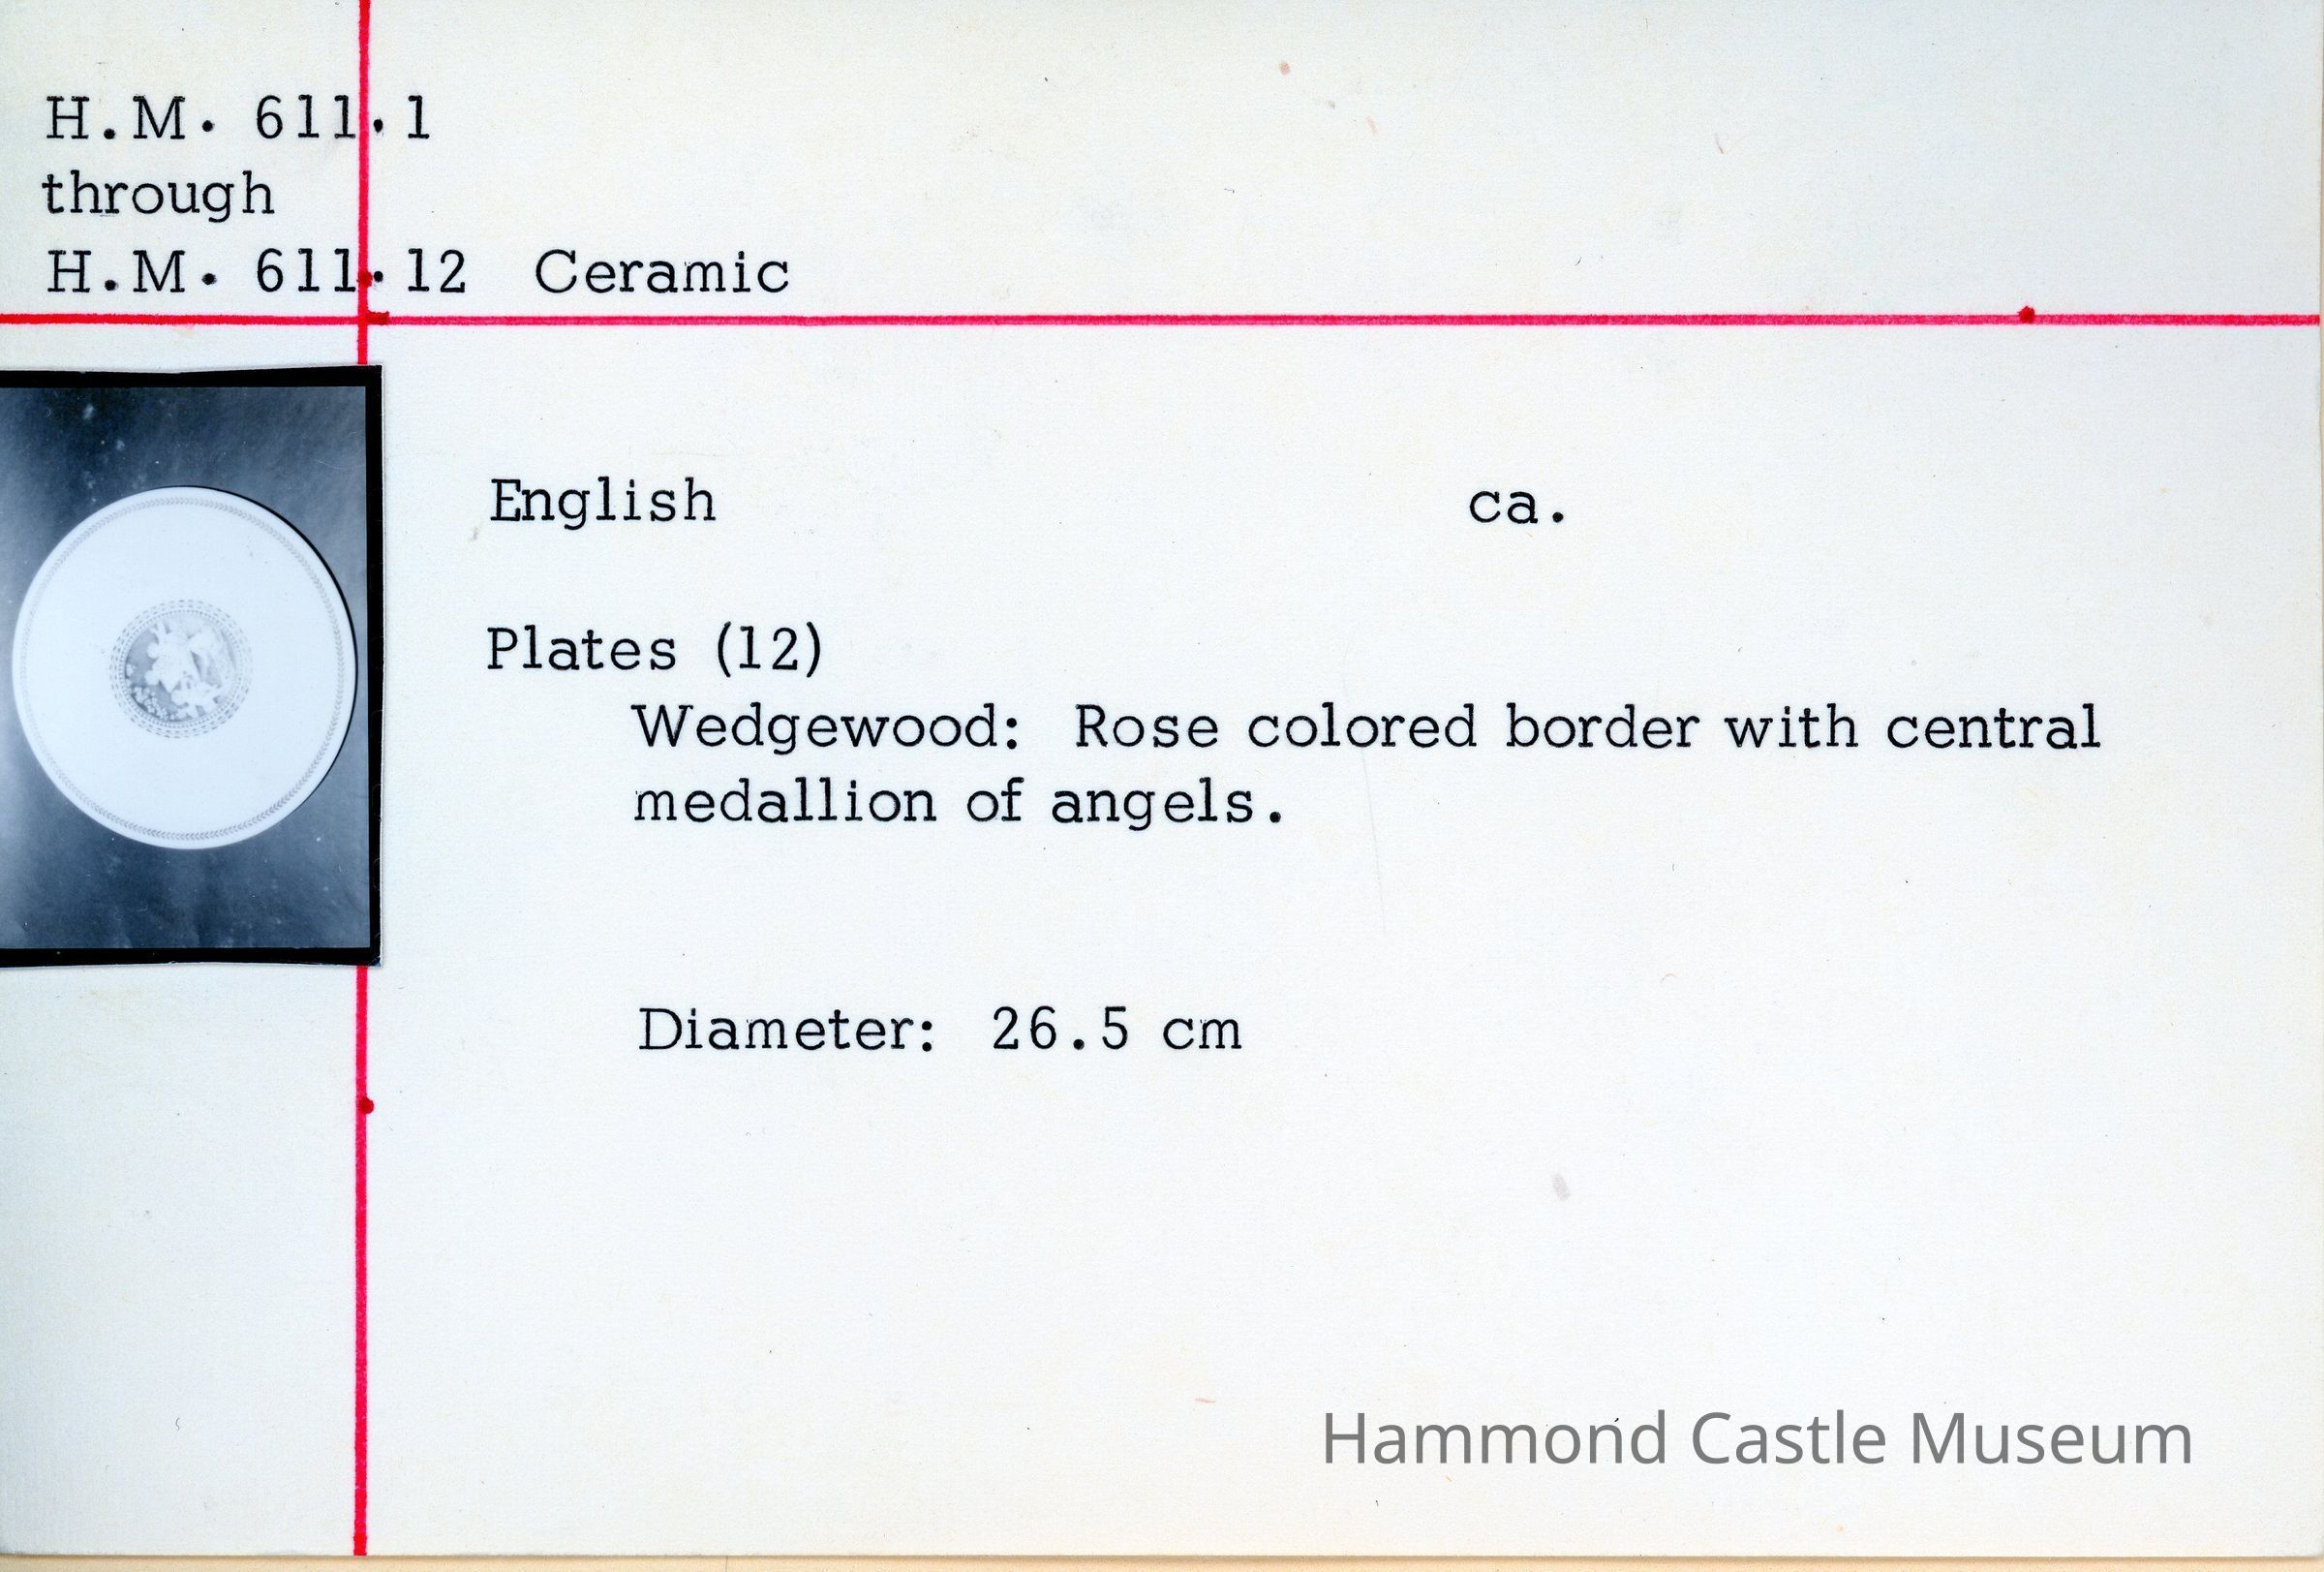 H.M. 611.1
through
H.M. 611.12 Ceramic
English ca.
Plates (12)
Wedgewood: Rose colored border with central
medallion of angels.
Diameter: 26.5 cm
Hammond Castle Museum